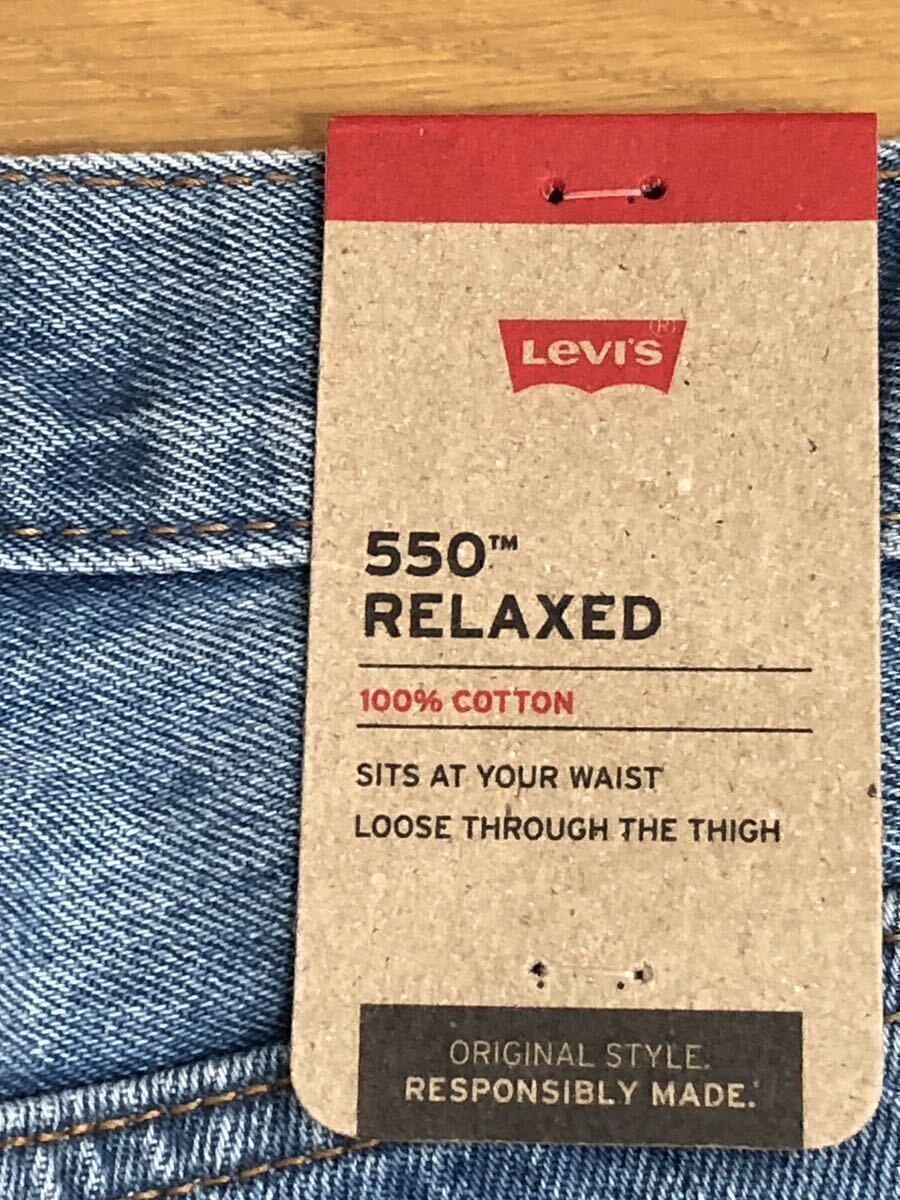 LEVI'S®
550™
RELAXED
100% COTTON
SITS AT YOUR WAIST
LOOSE THROUGH THE THIGH
ORIGINAL STYLE.
RESPONSIBLY MADE.